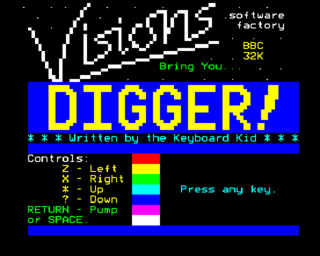 Visions
software
factory
BBC
32K
Bring You...
DIGGER!
* * * Written by the Keyboard Kid * * *
Controls:
Z - Left
X - Right
* - Up
? - Down
RETURN - Pump
or SPACE.
Press any key.